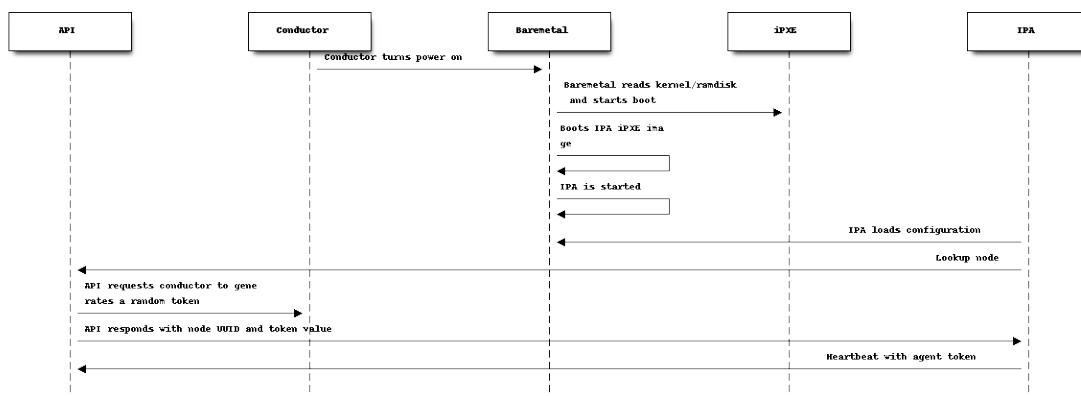 API
Conductor
Baremetal
iPXE
IPA
Conductor turns power on
Baremetal reads kernel/ramdisk
and starts boot
Boots IPA iPXE ima
ge
IPA is started
IPA loads configuration
Lookup node
API requests conductor to gene
rates a random token
API responds with node UUID and token value
Heartbeat with agent token